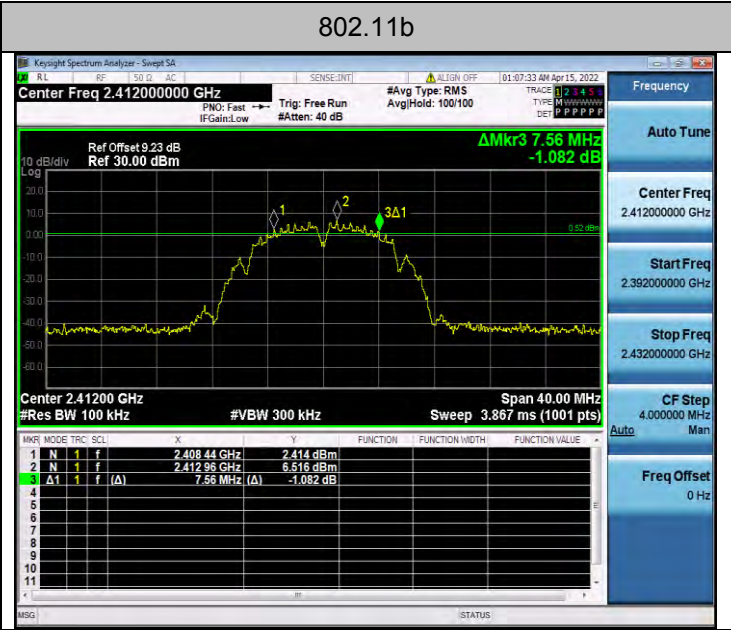 802.11b
Keysight Spectrum Analyzer - Swept SA
RL RF 50 Ω AC SENSE:INT ALIGN OFF 01:07:33 AM Apr 15, 2022
Center Freq 2.412000000 GHz
PNO: Fast
IFGain:Low
Trig: Free Run
#Atten: 40 dB
#Avg Type: RMS
Avg|Hold: 100/100
TRACE 1 2 3 4 5 6
TYPE M WWWWW
DET P P P P P P
Ref Offset 9.23 dB
10 dB/div Ref 30.00 dBm
Log
ΔMkr3 7.56 MHz
-1.082 dB
20.0
10.0
0.00
-10.0
-20.0
-30.0
-40.0
-50.0
-60.0
1
2
3Δ1
0.52 dBm
Center 2.41200 GHz Span 40.00 MHz
#Res BW 100 kHz #VBW 300 kHz Sweep 3.867 ms (1001 pts)
MKR MODE TRC SCL X Y FUNCTION FUNCTION WIDTH FUNCTION VALUE
1 N 1 f 2.408 44 GHz 2.414 dBm
2 N 1 f 2.412 96 GHz 6.516 dBm
3 Δ1 1 f (Δ) 7.56 MHz (Δ) -1.082 dB
4
5
6
7
8
9
10
11
MSG STATUS
Frequency
Auto Tune
Center Freq
2.412000000 GHz
Start Freq
2.392000000 GHz
Stop Freq
2.432000000 GHz
CF Step
4.000000 MHz
Auto Man
Freq Offset
0 Hz